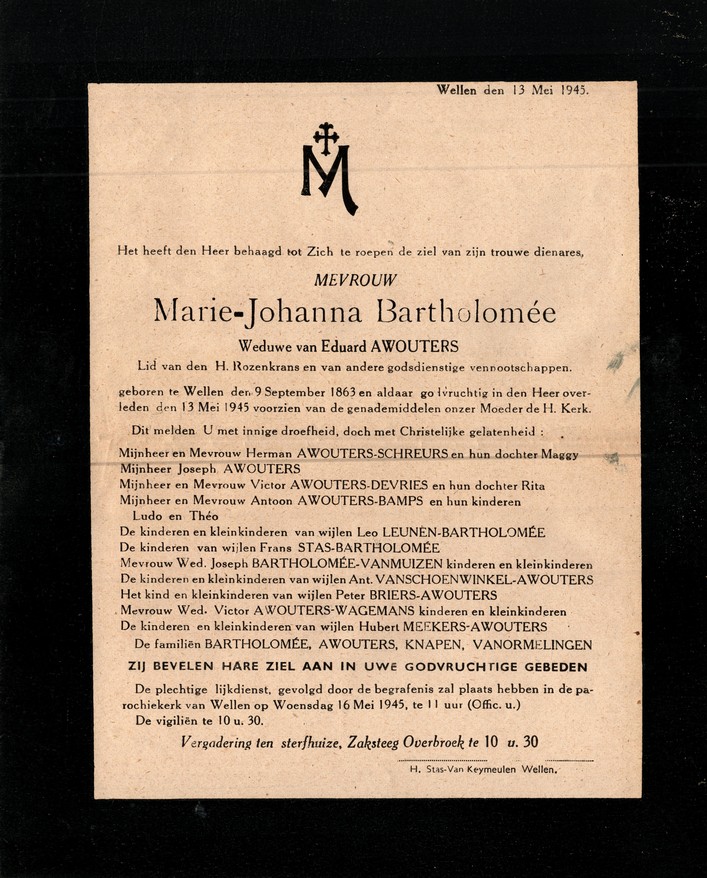 Wellen den 13 Mei 1945.
M
Het heeft den Heer behaagd tot Zich te roepen de ziel van zijn trouwe dienares,
MEVROUW
Marie-Johanna Bartholomée
Weduwe van Eduard AWOUTERS
Lid van den H. Rozenkrans en van andere godsdienstige vennootschappen.
geboren te Wellen den 9 September 1863 en aldaar godvruchtig in den Heer over-
leden den 13 Mei 1945 voorzien van de genademiddelen onzer Moeder de H. Kerk.
Dit melden U met innige droefheid, doch met Christelijke gelatenheid :
Mijnheer en Mevrouw Herman AWOUTERS-SCHREURS en hun dochter Maggy
Mijnheer Joseph AWOUTERS
Mijnheer en Mevrouw Victor AWOUTERS-DEVRIES en hun dochter Rita
Mijnheer en Mevrouw Antoon AWOUTERS-BAMPS en hun kinderen
Ludo en Théo
De kinderen en kleinkinderen van wijlen Leo LEUNEN-BARTHOLOMÉE
De kinderen van wijlen Frans STAS-BARTHOLOMÉE
Mevrouw Wed. Joseph BARTHOLOMÉE-VANMUIZEN kinderen en kleinkinderen
De kinderen en kleinkinderen van wijlen Ant. VANSCHOENWINKEL-AWOUTERS
Het kind en kleinkinderen van wijlen Peter BRIERS-AWOUTERS
Mevrouw Wed. Victor AWOUTERS-WAGEMANS kinderen en kleinkinderen
De kinderen en kleinkinderen van wijlen Hubert MEEKERS-AWOUTERS
De familiën BARTHOLOMÉE, AWOUTERS, KNAPEN, VANORMELINGEN
ZIJ BEVELEN HARE ZIEL AAN IN UWE GODVRUCHTIGE GEBEDEN
De plechtige lijkdienst, gevolgd door de begrafenis zal plaats hebben in de pa-
rochiekerk van Wellen op Woensdag 16 Mei 1945, te 11 uur (Offic. u.)
De vigiliën te 10 u. 30.
Vergadering ten sterfhuize, Zaksteeg Overbroek te 10 u. 30
H. Stas-Van Keymeulen Wellen.